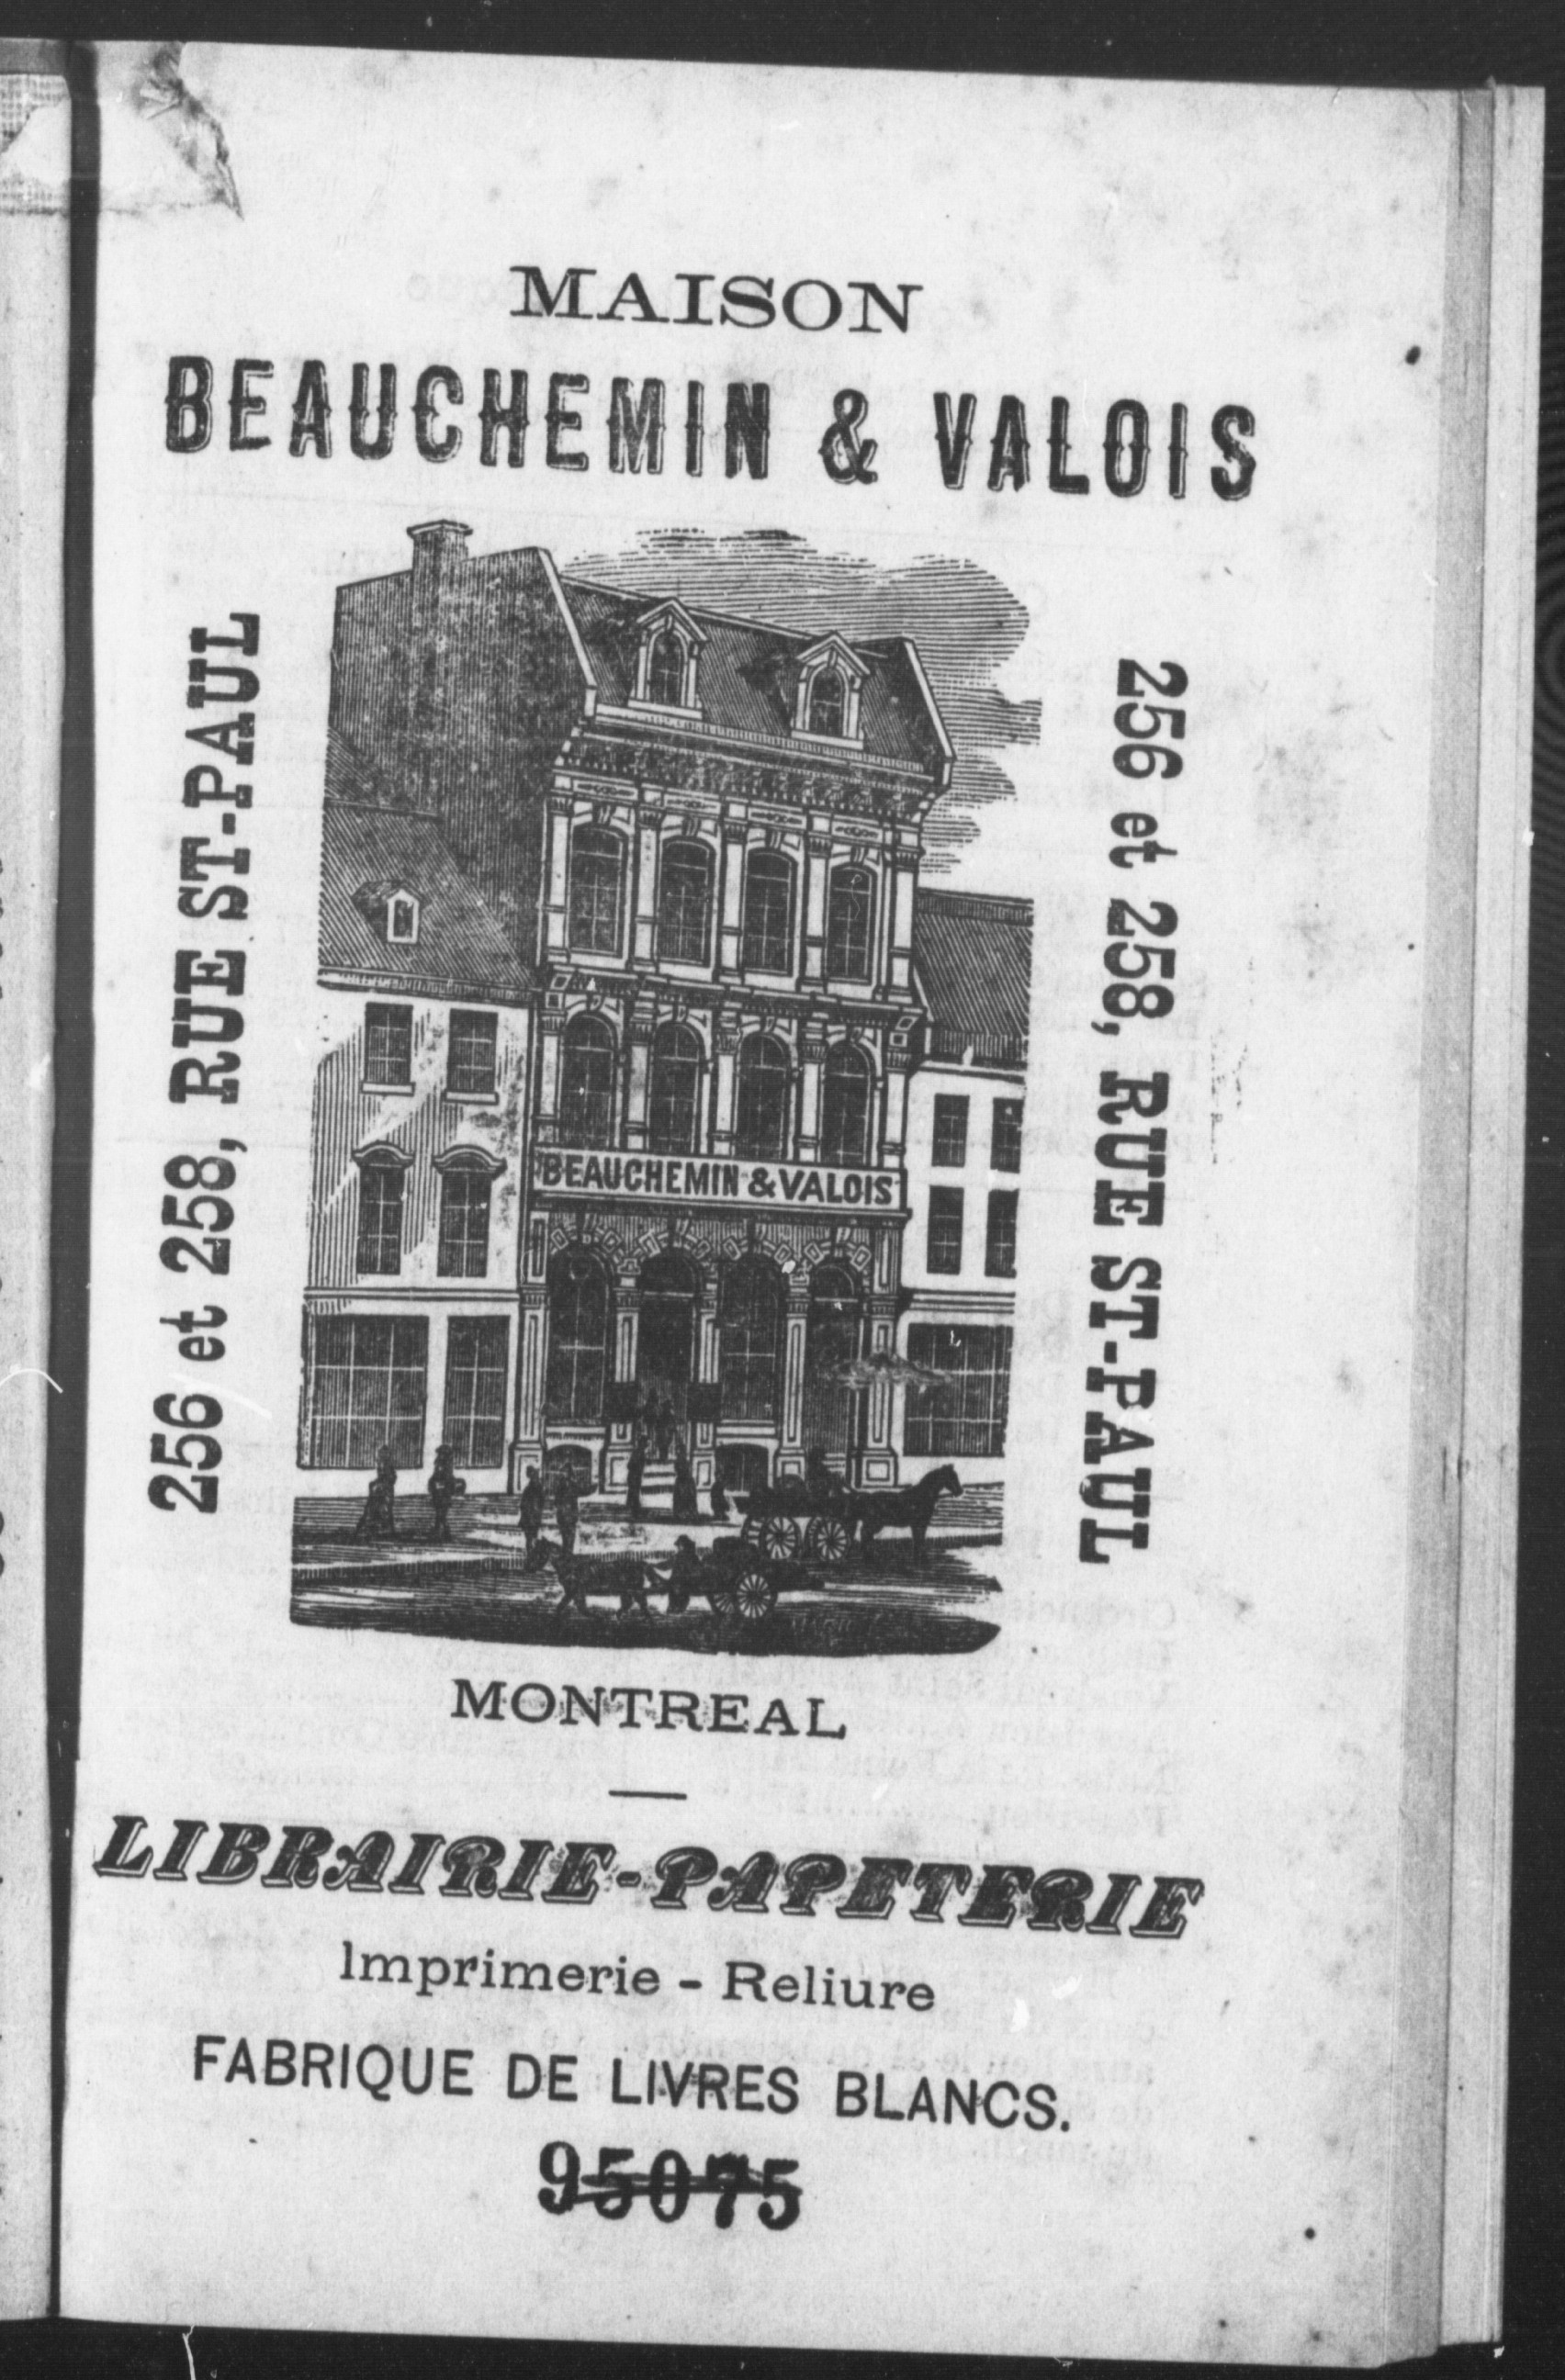 MAISON
BEAUCHEMIN & VALOIS
256 et 258, RUE ST-PAUL
256 et 258, RUE ST-PAUL
BEAUCHEMIN & VALOIS
MONTREAL
LIBRAIRIE-PAPETERIE
Imprimerie - Reliure
FABRIQUE DE LIVRES BLANCS.
95075